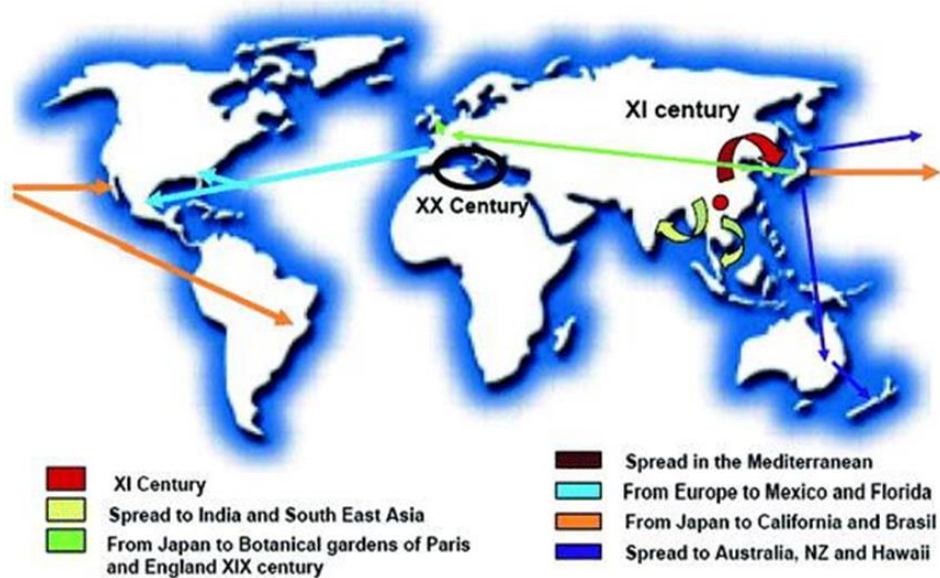 XI century
XX Century
XI Century
Spread to India and South East Asia
From Japan to Botanical gardens of Paris
and England XIX century
Spread in the Mediterranean
From Europe to Mexico and Florida
From Japan to California and Brasil
Spread to Australia, NZ and Hawaii